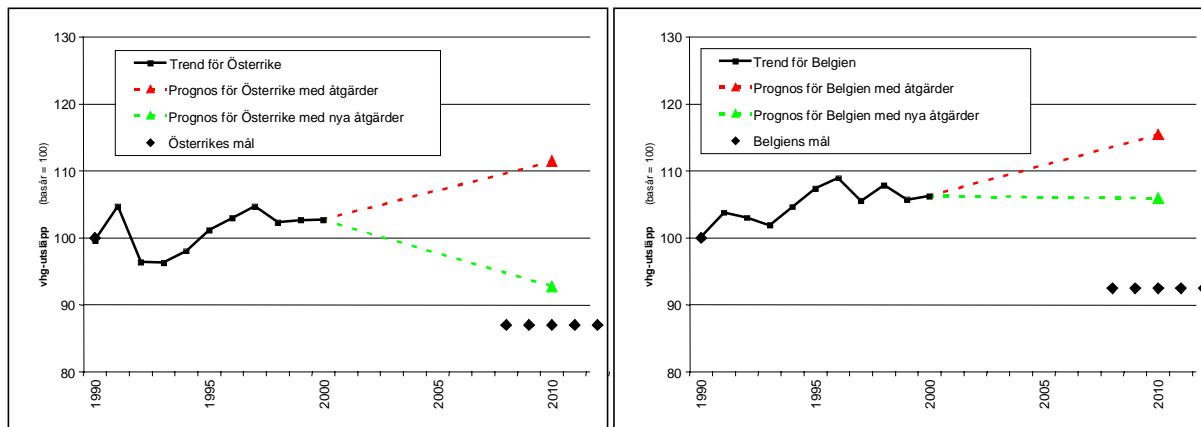 130
120
110
100
90
80
vhg-utsläpp (basår = 100)
Trend för Österrike
Prognos för Österrike med åtgärder
Prognos för Österrike med nya åtgärder
Österrikes mål
1990
1995
2000
2005
2010
130
120
110
100
90
80
vhg-utsläpp (basår = 100)
Trend för Belgien
Prognos för Belgien med åtgärder
Prognos för Belgien med nya åtgärder
Belgiens mål
1990
1995
2000
2005
2010